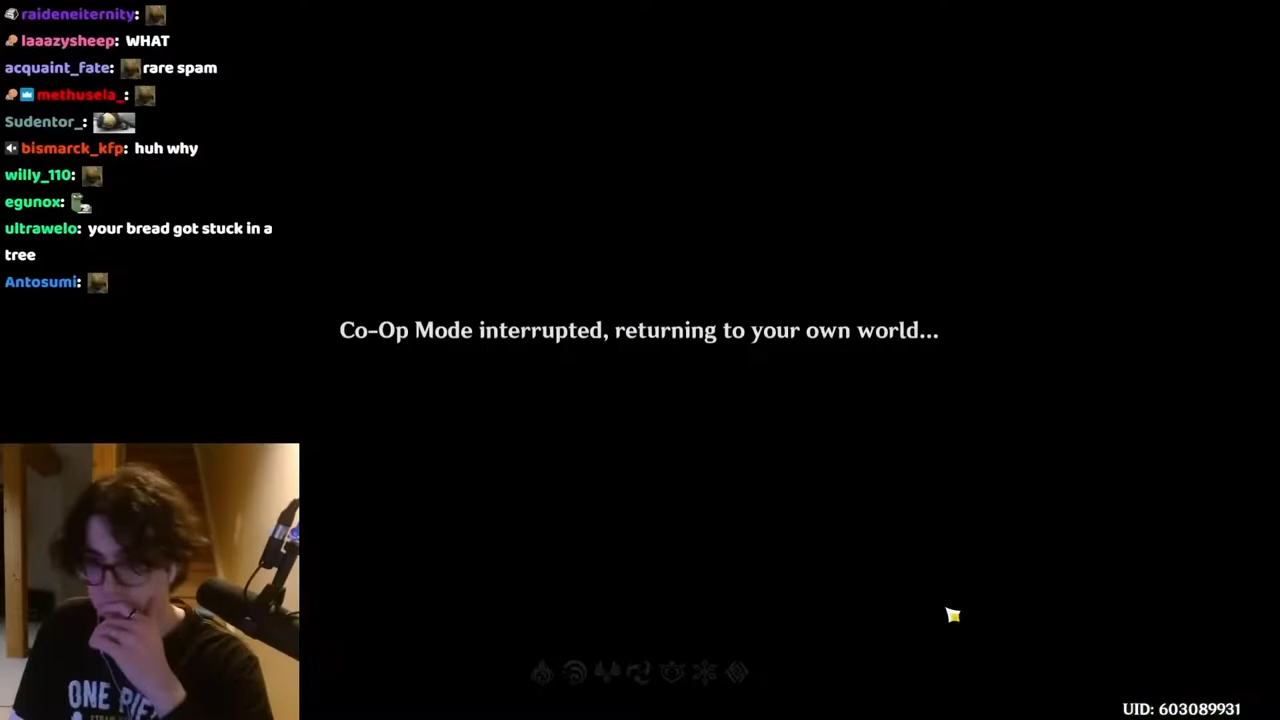 raideneiternity:
laaazysheep: WHAT
acquaint_fate: rare spam
methusela_:
Sudentor_:
bismarck_kfp: huh why
willy_110:
egunox:
ultrawelo: your bread got stuck in a
tree
Antosumi:
Co-Op Mode interrupted, returning to your own world...
ONE PIE
UID: 603089931